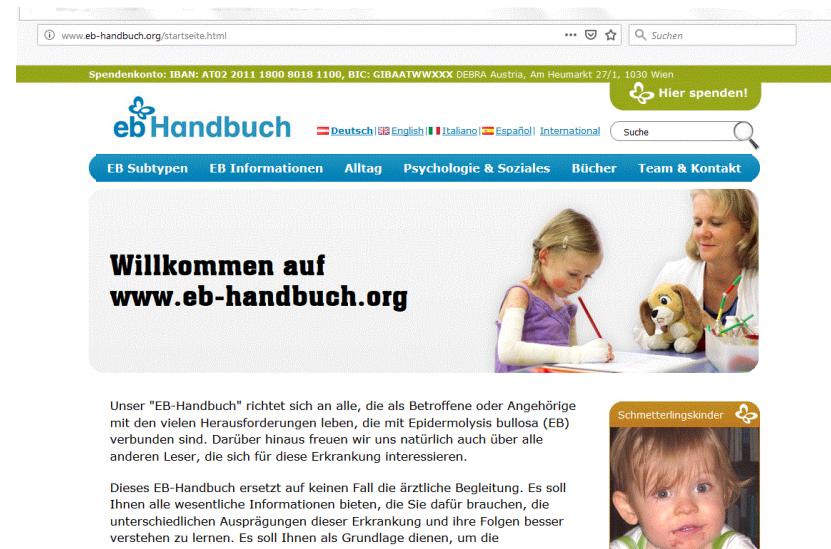 www.eb-handbuch.org/startseite.html
Suchen
Spendenkonto: IBAN: AT02 2011 1800 8018 1100, BIC: GIBAATWWXXX DEBRA Austria, Am Heumarkt 27/1, 1030 Wien
Hier spenden!
eb Handbuch
Deutsch | English | Italiano | Español | International
Suche
EB Subtypen EB Informationen Alltag Psychologie & Soziales Bücher Team & Kontakt
Willkommen auf
www.eb-handbuch.org
Unser "EB-Handbuch" richtet sich an alle, die als Betroffene oder Angehörige
mit den vielen Herausforderungen leben, die mit Epidermolysis bullosa (EB)
verbunden sind. Darüber hinaus freuen wir uns natürlich auch über alle
anderen Leser, die sich für diese Erkrankung interessieren.
Schmetterlingskinder
Dieses EB-Handbuch ersetzt auf keinen Fall die ärztliche Begleitung. Es soll
Ihnen alle wesentliche Informationen bieten, die Sie dafür brauchen, die
unterschiedlichen Ausprägungen dieser Erkrankung und ihre Folgen besser
verstehen zu lernen. Es soll Ihnen als Grundlage dienen, um die